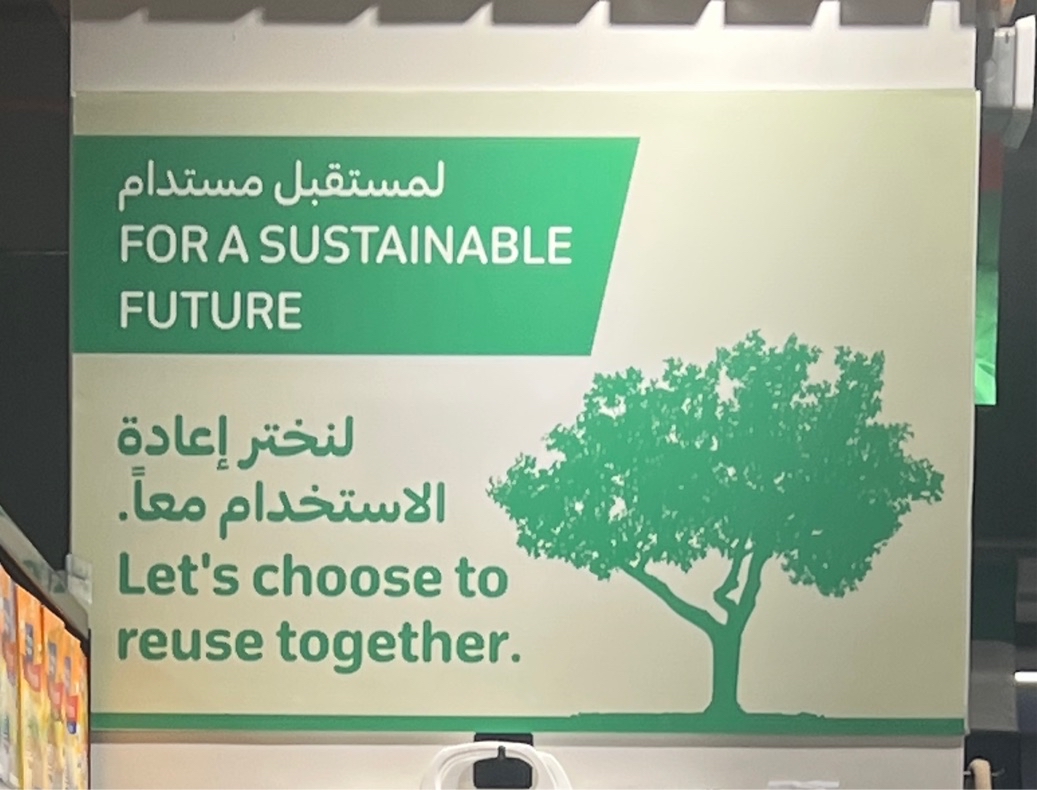 لمستقبل مستدام
FOR A SUSTAINABLE
FUTURE
لنختر إعادة
الاستخدام معاً.
Let's choose to
reuse together.